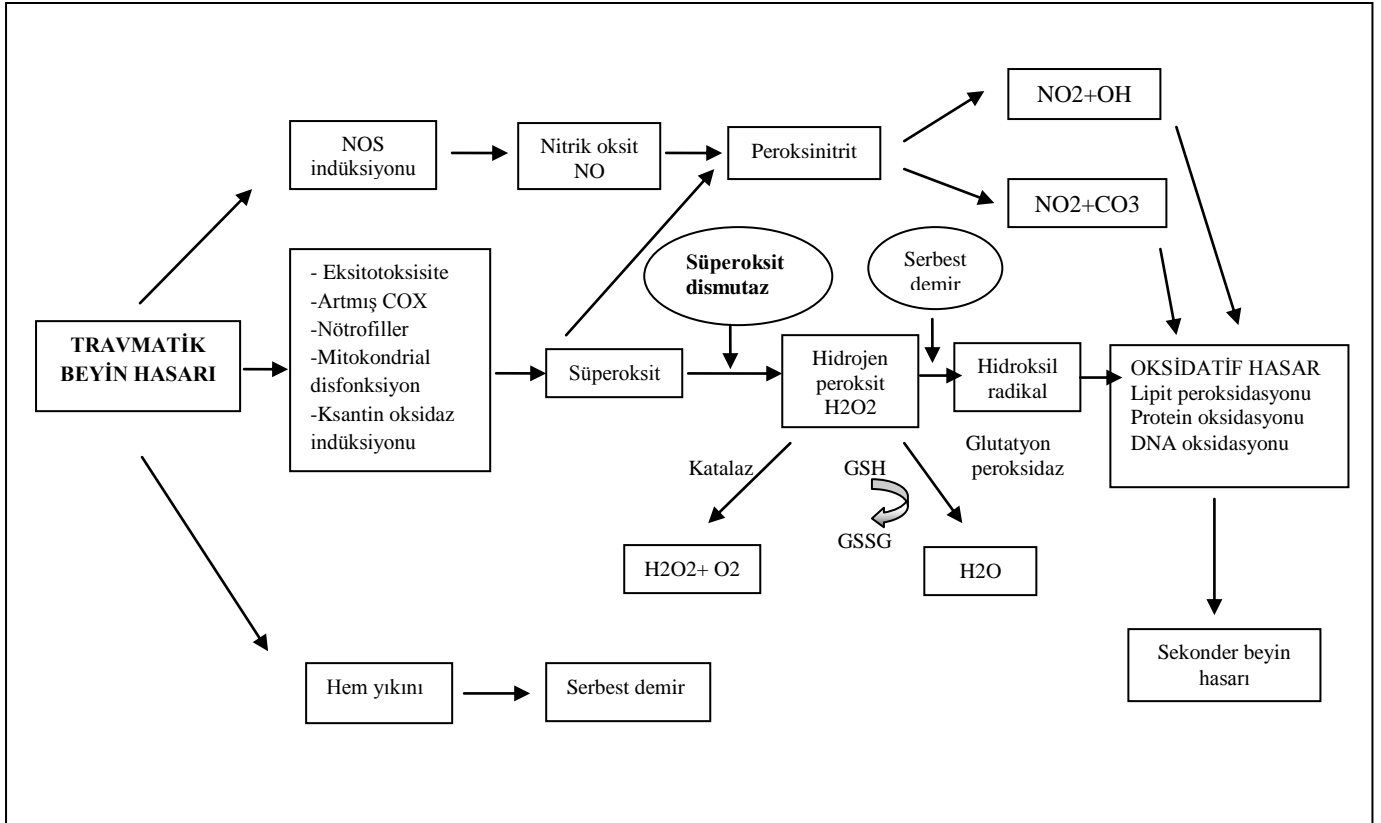 NO2+OH
NOS
indüksiyonu
Nitrik oksit
NO
Peroksinitrit
NO2+CO3
- Eksitotoksisite
-Artmış COX
-Nötrofiller
-Mitokondrial
disfonksiyon
-Ksantin oksidaz
indüksiyonu
Süperoksit
dismutaz
Serbest
demir
TRAVMATİK
BEYİN HASARI
Süperoksit
Hidrojen
peroksit
H2O2
Hidroksil
radikal
OKSİDATİF HASAR
Lipit peroksidasyonu
Protein oksidasyonu
DNA oksidasyonu
Katalaz
GSH
GSSG
Glutatyon
peroksidaz
H2O2+ O2
H2O
Hem yıkını
Serbest demir
Sekonder beyin
hasarı